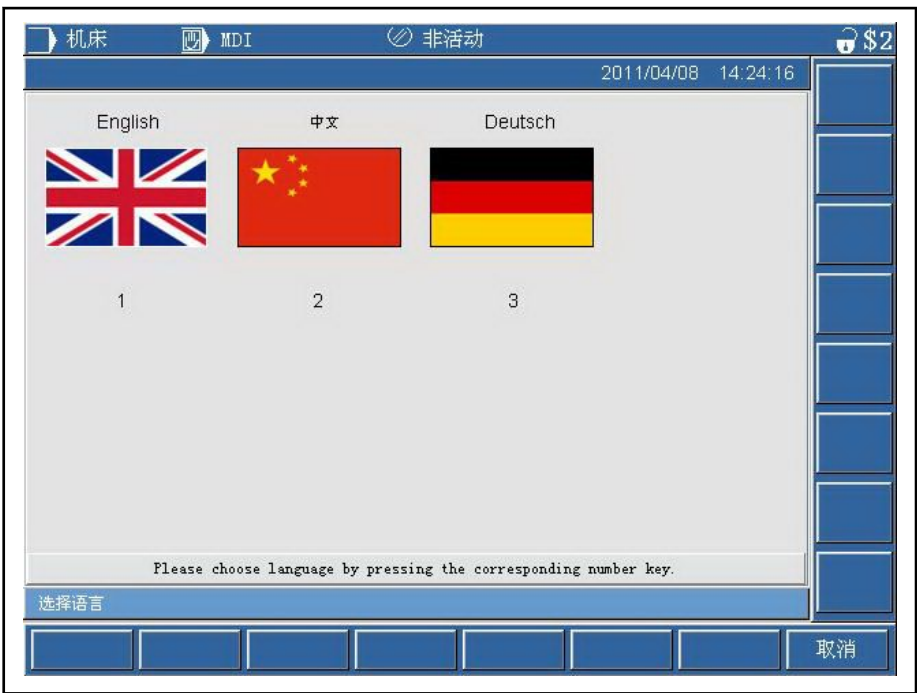 机床 MDI 非活动 $2
2011/04/08 14:24:16
English 中文 Deutsch
1 2 3
Please choose language by pressing the corresponding number key.
选择语言
取消